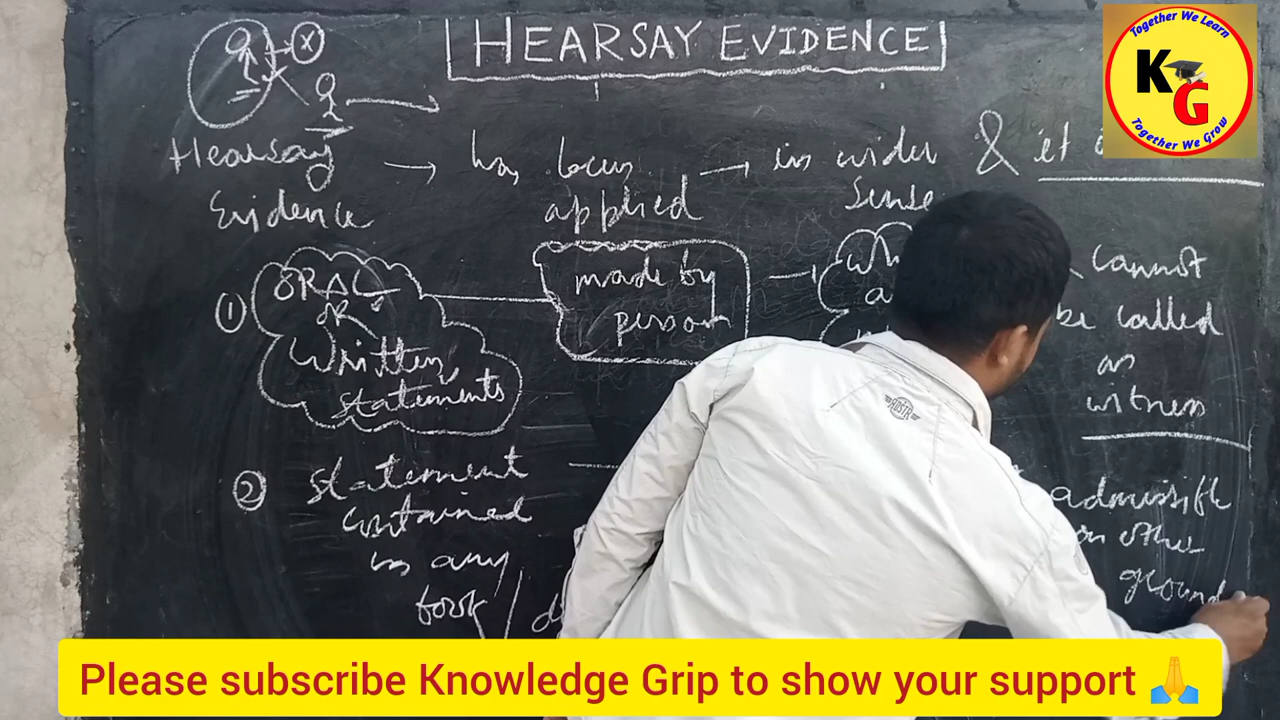 HEARSAY EVIDENCE
Together We Learn
KG
Together We Grow
Hearsay → has been → in wider & it
Evidence applied Sense
① ORAL made by cannot
OR person be called
Written as
Statements witness
② statement admissible
contained on other
in any ground
book /
RDSTR
Please subscribe Knowledge Grip to show your support 🙏